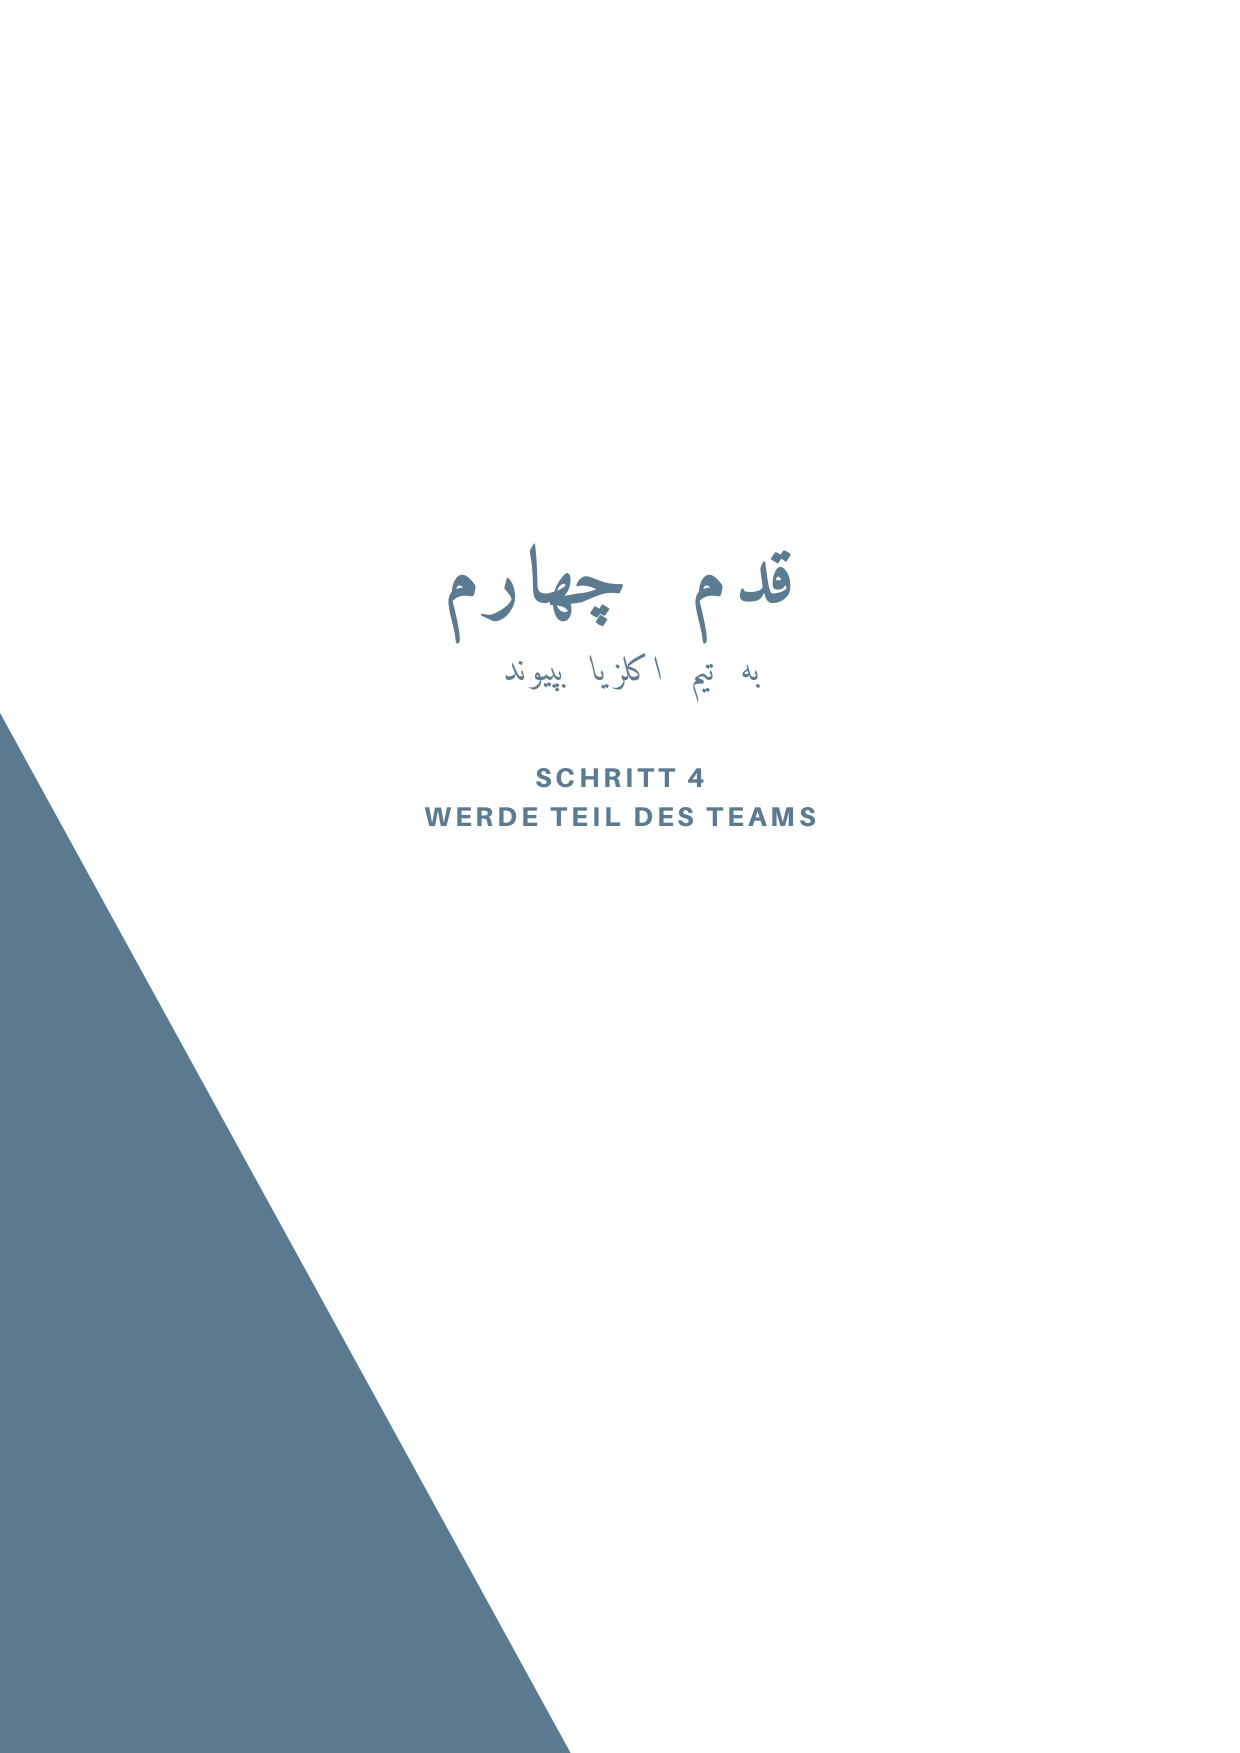 قدم چهارم
به تیم اکلزیا بپیوند
SCHRITT 4
WERDE TEIL DES TEAMS